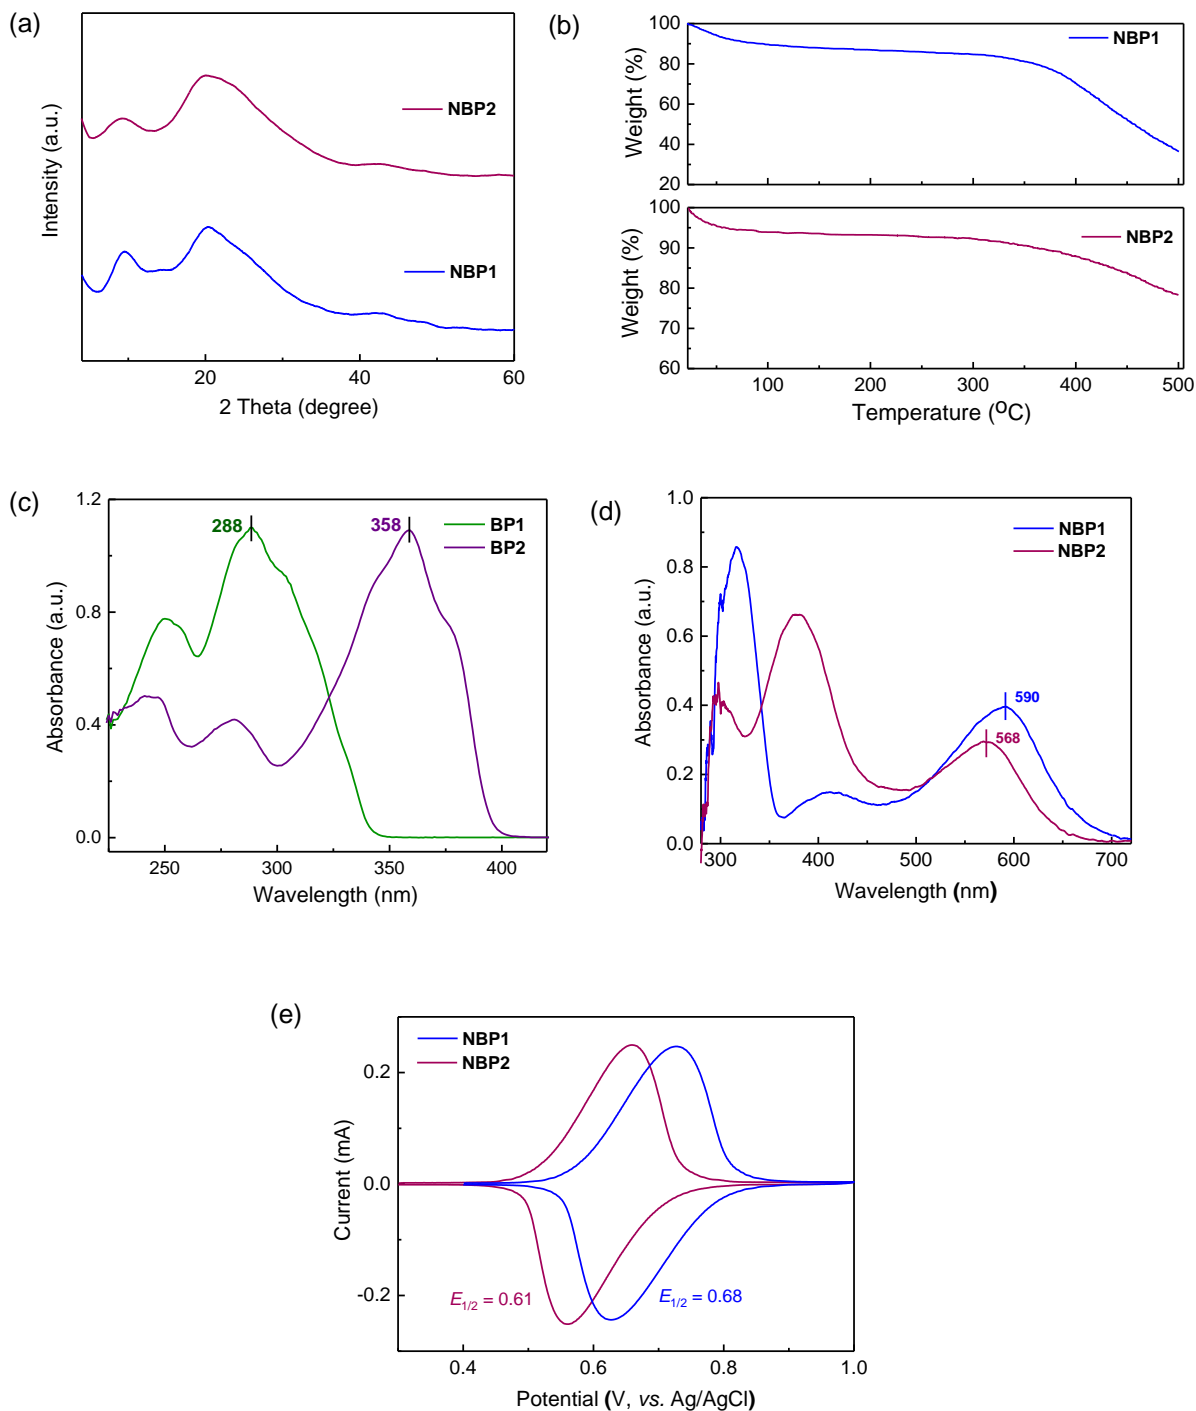 (a)
NBP2
NBP1
Intensity (a.u.)
20
40
60
2 Theta (degree)
(b)
100
80
60
40
20
Weight (%)
NBP1
100
90
80
70
60
Weight (%)
NBP2
100
200
300
400
500
Temperature (°C)
(c)
1.2
0.8
0.4
0.0
Absorbance (a.u.)
288
358
BP1
BP2
250
300
350
400
Wavelength (nm)
(d)
1.0
0.8
0.6
0.4
0.2
0.0
Absorbance (a.u.)
NBP1
NBP2
590
568
300
400
500
600
700
Wavelength (nm)
(e)
NBP1
NBP2
0.2
0.0
-0.2
Current (mA)
E1/2 = 0.61
E1/2 = 0.68
0.4
0.6
0.8
1.0
Potential (V, vs. Ag/AgCl)